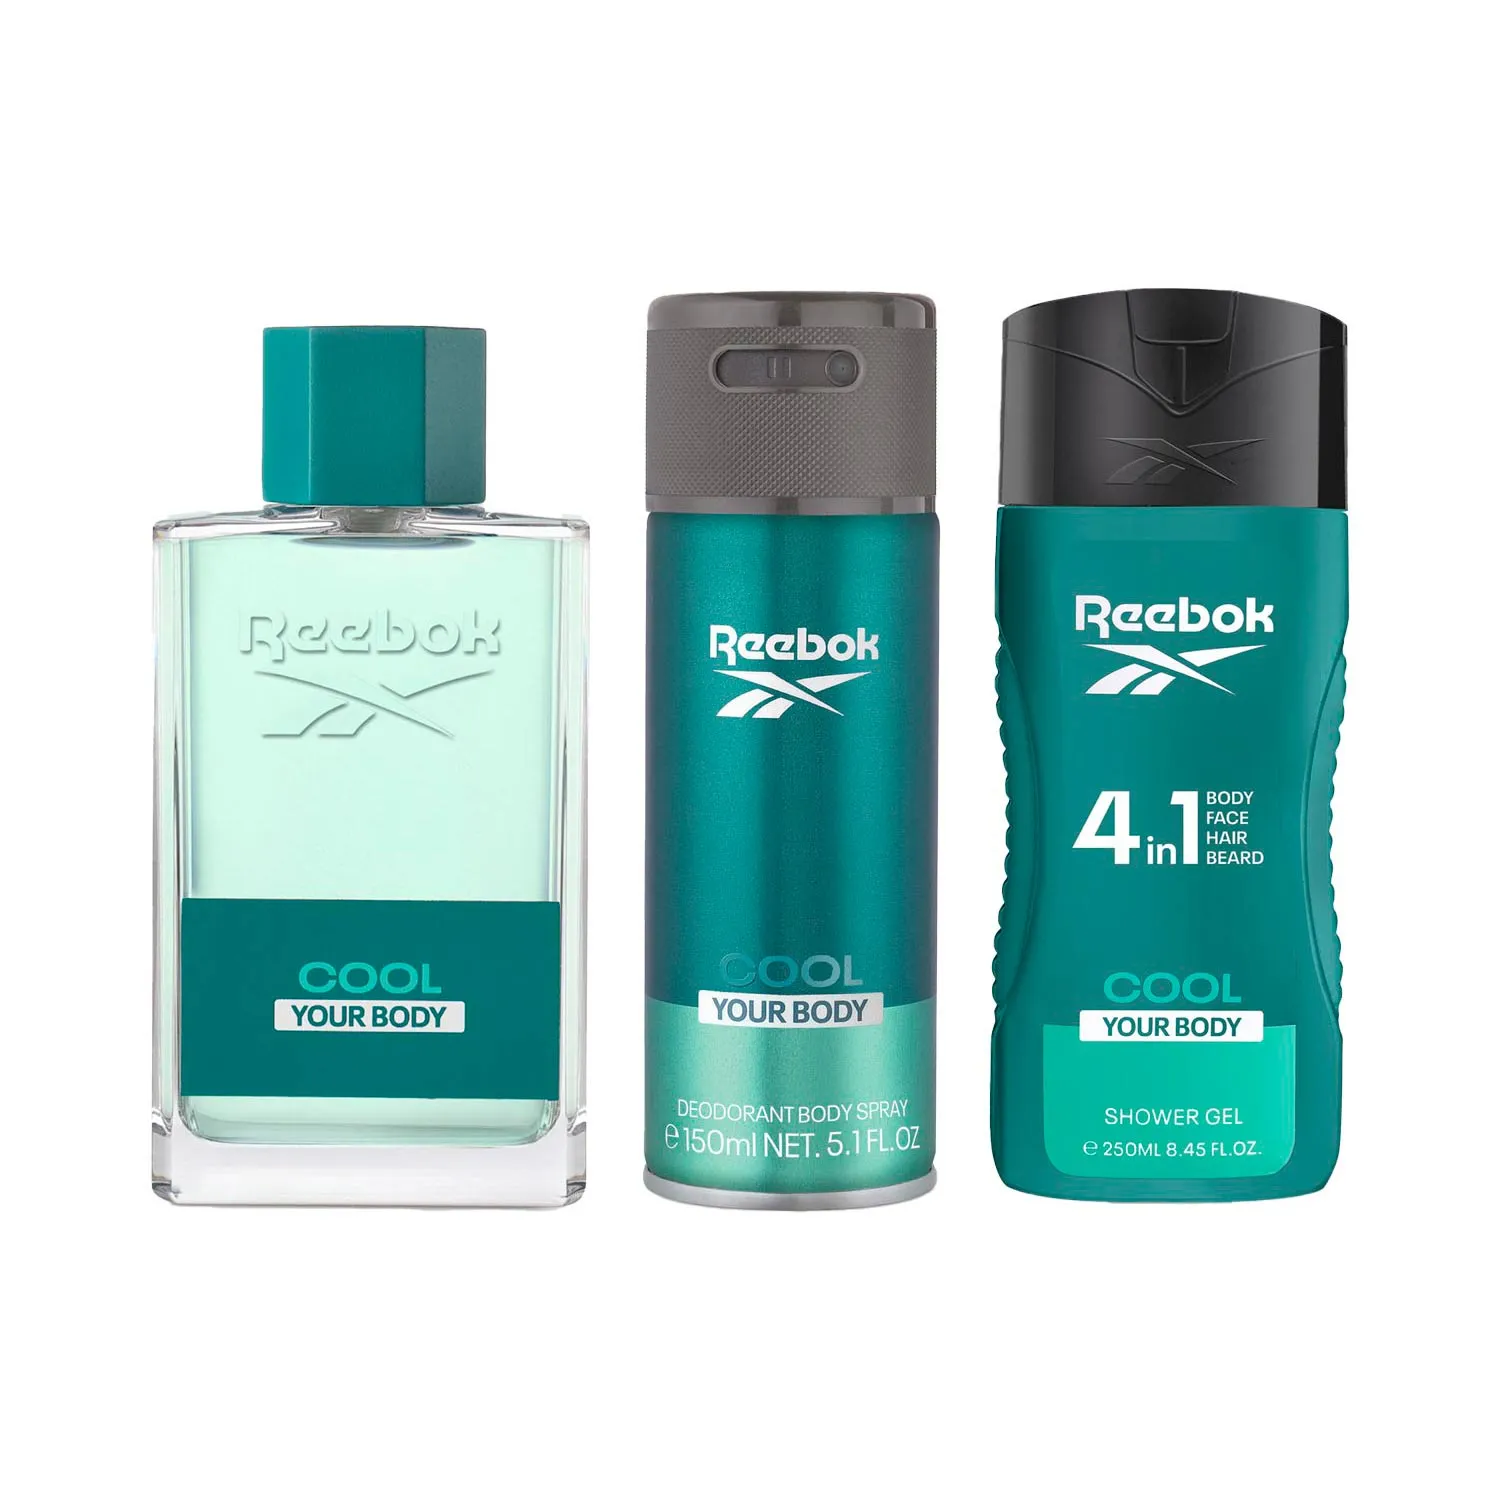 Reebok
COOL
YOUR BODY
Reebok
COOL
YOUR BODY
DEODORANT BODY SPRAY
℮150ml NET. 5.1 FL.OZ
Reebok
4in1
BODY
FACE
HAIR
BEARD
COOL
YOUR BODY
SHOWER GEL
℮ 250ML 8.45 FL.OZ.